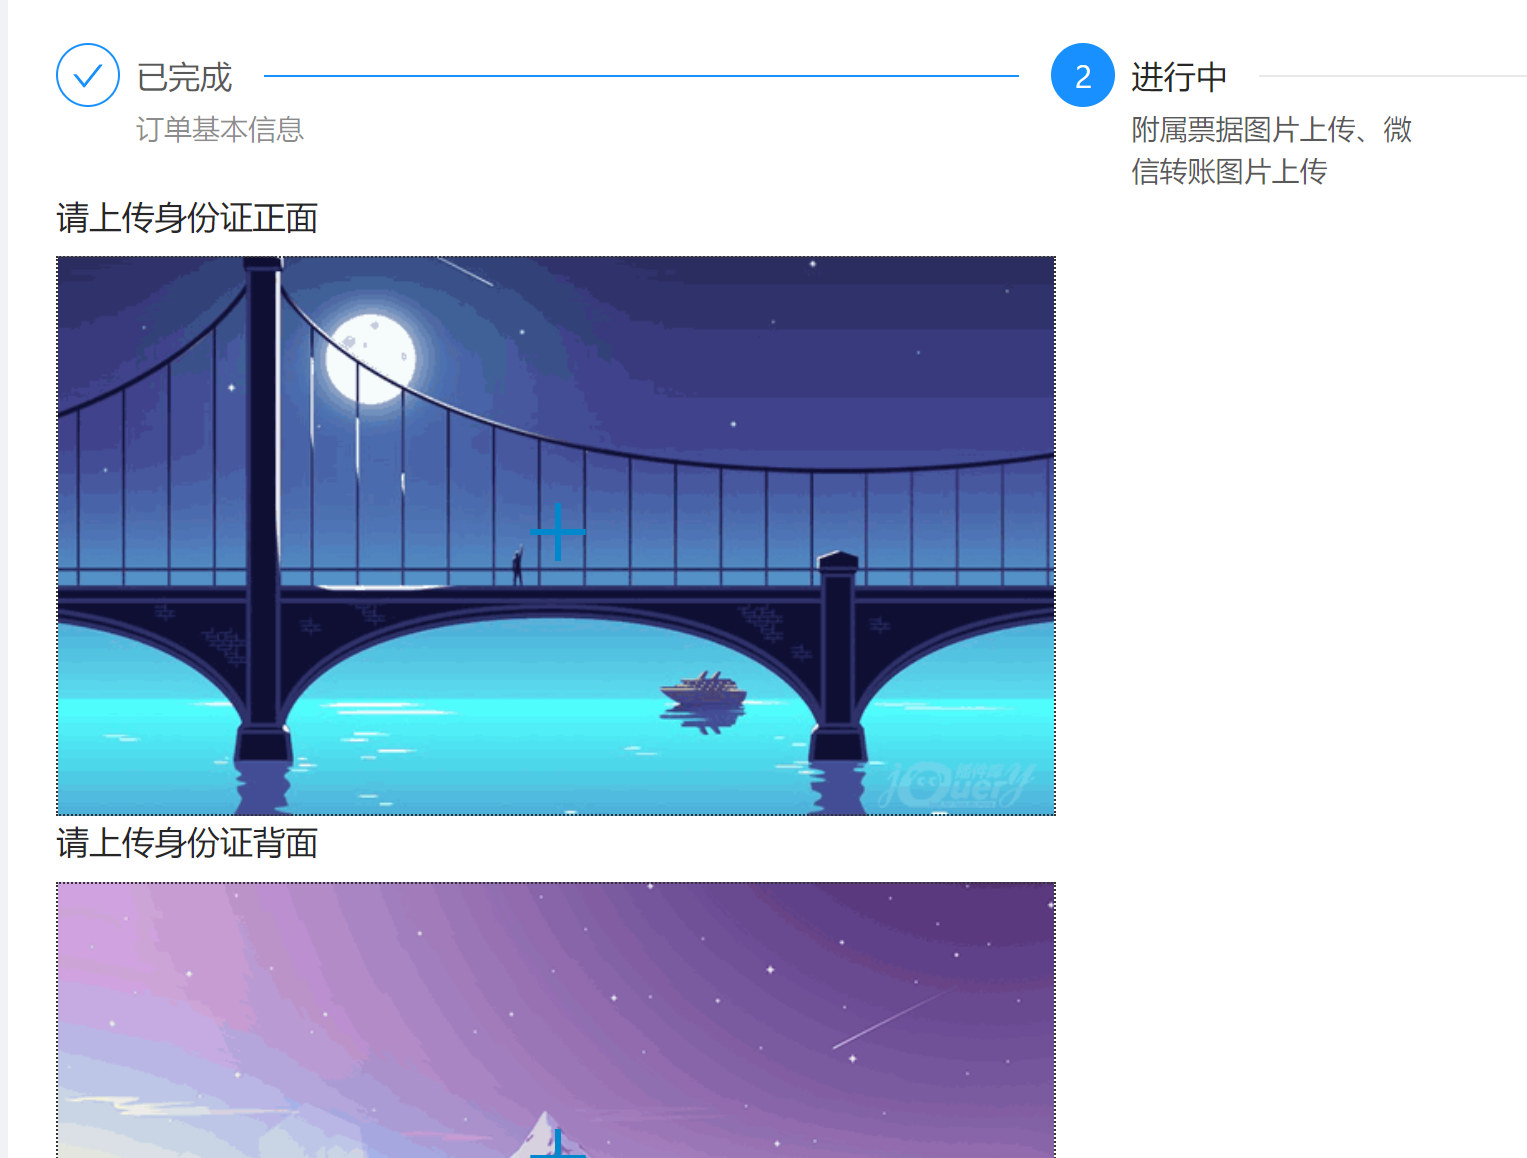 已完成
订单基本信息
2
进行中
附属票据图片上传、微
信转账图片上传
请上传身份证正面
jQuery
请上传身份证背面